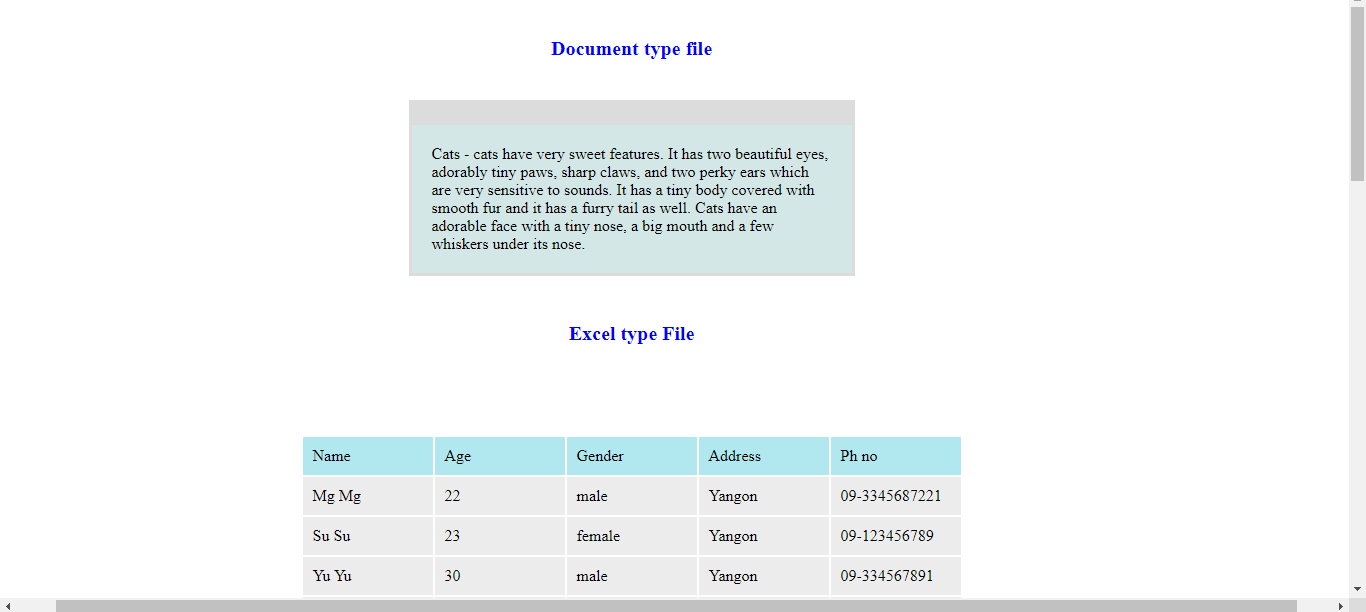 Document type file
Cats - cats have very sweet features. It has two beautiful eyes,
adorably tiny paws, sharp claws, and two perky ears which
are very sensitive to sounds. It has a tiny body covered with
smooth fur and it has a furry tail as well. Cats have an
adorable face with a tiny nose, a big mouth and a few
whiskers under its nose.
Excel type File
Name Age Gender Address Ph no
Mg Mg 22 male Yangon 09-3345687221
Su Su 23 female Yangon 09-123456789
Yu Yu 30 male Yangon 09-334567891